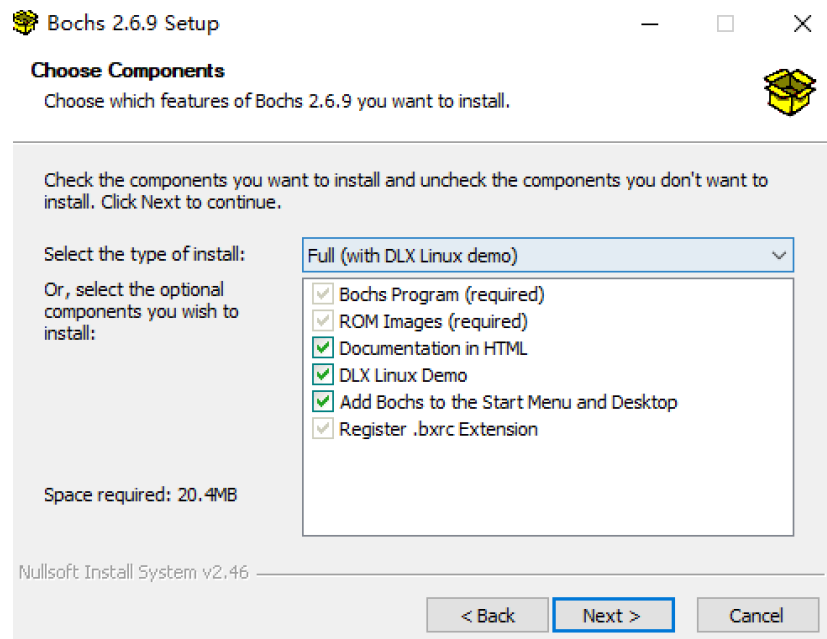 Bochs 2.6.9 Setup
Choose Components
Choose which features of Bochs 2.6.9 you want to install.
Check the components you want to install and uncheck the components you don't want to
install. Click Next to continue.
Select the type of install:
Full (with DLX Linux demo)
Or, select the optional
components you wish to
install:
Bochs Program (required)
ROM Images (required)
Documentation in HTML
DLX Linux Demo
Add Bochs to the Start Menu and Desktop
Register .bxrc Extension
Space required: 20.4MB
Nullsoft Install System v2.46
< Back
Next >
Cancel